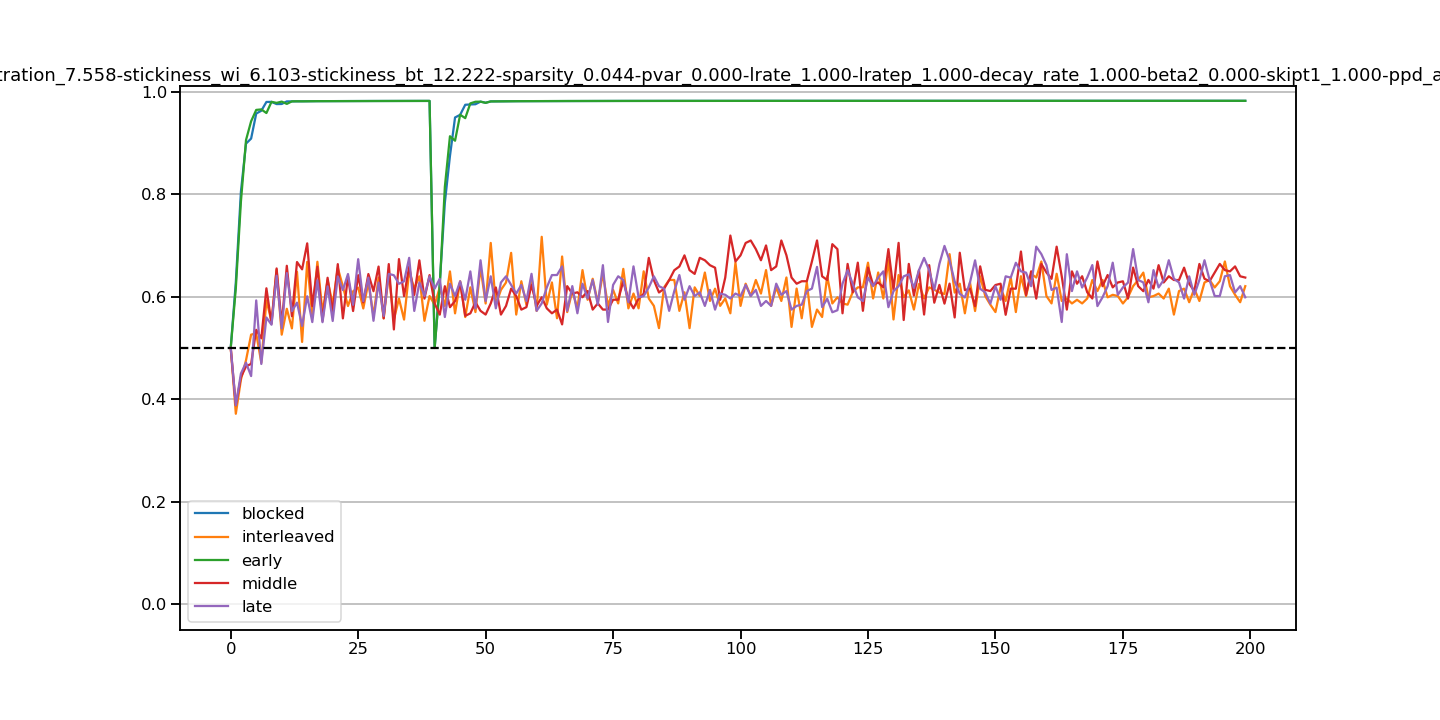 tration_7.558-stickiness_wi_6.103-stickiness_bt_12.222-sparsity_0.044-pvar_0.000-lrate_1.000-lratep_1.000-decay_rate_1.000-beta2_0.000-skipt1_1.000-ppd_a
1.0
0.8
0.6
0.4
0.2
0.0
blocked
interleaved
early
middle
late
0 25 50 75 100 125 150 175 200